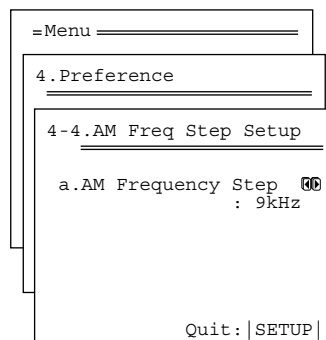 =Menu
4.Preference
4-4.AM Freq Step Setup
a.AM Frequency Step
: 9kHz
Quit:|SETUP|